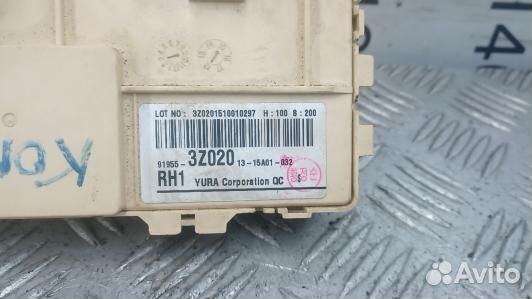 LOT NO : 3Z0201510010297 H : 100 S : 200
91955-3Z020 13-15A01-032
RH1 YURA Corporation QC S
Avito